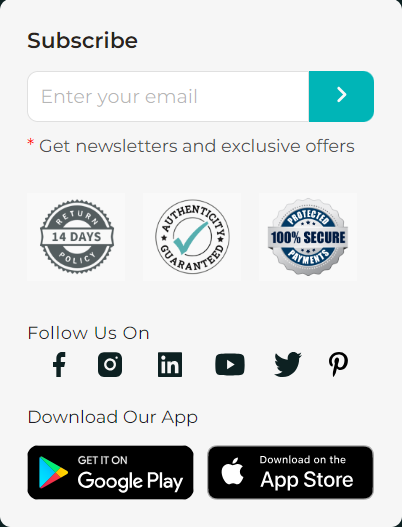 Subscribe
Enter your email
* Get newsletters and exclusive offers
RETURN
14 DAYS
POLICY
AUTHENTICITY
GUARANTEED
PROTECTED
100% SECURE
PAYMENTS
Follow Us On
Download Our App
GET IT ON
Google Play
Download on the
App Store